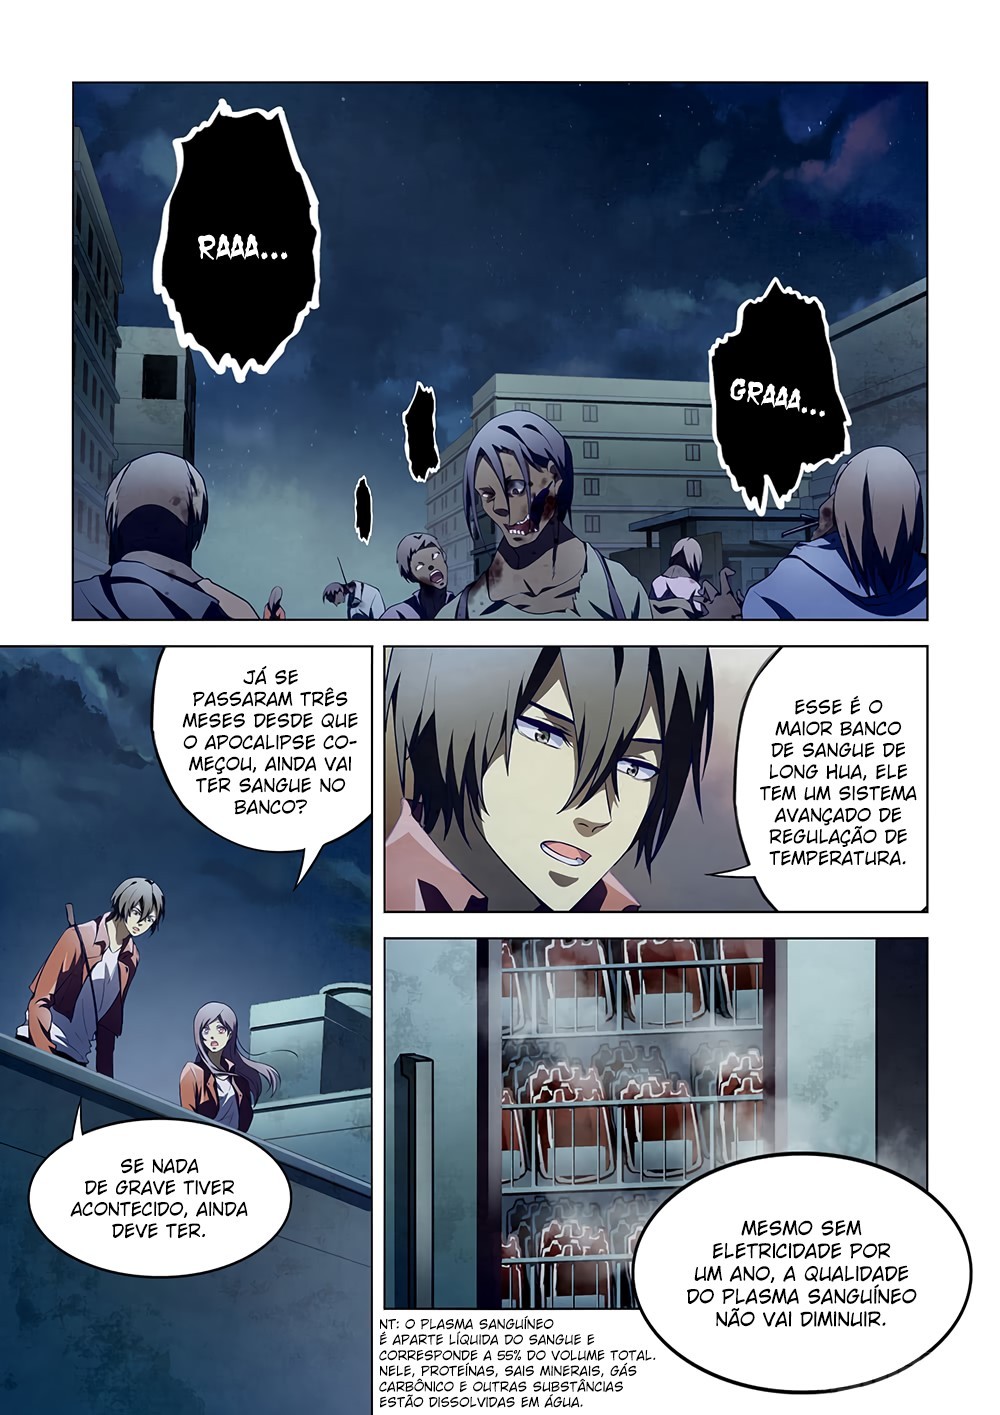 RAAA...
GRAAA...
JÁ SE
PASSARAM TRÊS
MESES DESDE QUE
O APOCALIPSE CO-
MEÇOU, AINDA VAI
TER SANGUE NO
BANCO?
SE NADA
DE GRAVE TIVER
ACONTECIDO, AINDA
DEVE TER.
ESSE É O
MAIOR BANCO
DE SANGUE DE
LONG HUA, ELE
TEM UM SISTEMA
AVANÇADO DE
REGULAÇÃO DE
TEMPERATURA.
MESMO SEM
ELETRICIDADE POR
UM ANO, A QUALIDADE
DO PLASMA SANGUÍNEO
NÃO VAI DIMINUIR.
NT: O PLASMA SANGUÍNEO
É APARTE LÍQUIDA DO SANGUE E
CORRESPONDE A 55% DO VOLUME TOTAL.
NELE, PROTEÍNAS, SAIS MINERAIS, GÁS
CARBÔNICO E OUTRAS SUBSTÂNCIAS
ESTÃO DISSOLVIDAS EM ÁGUA.